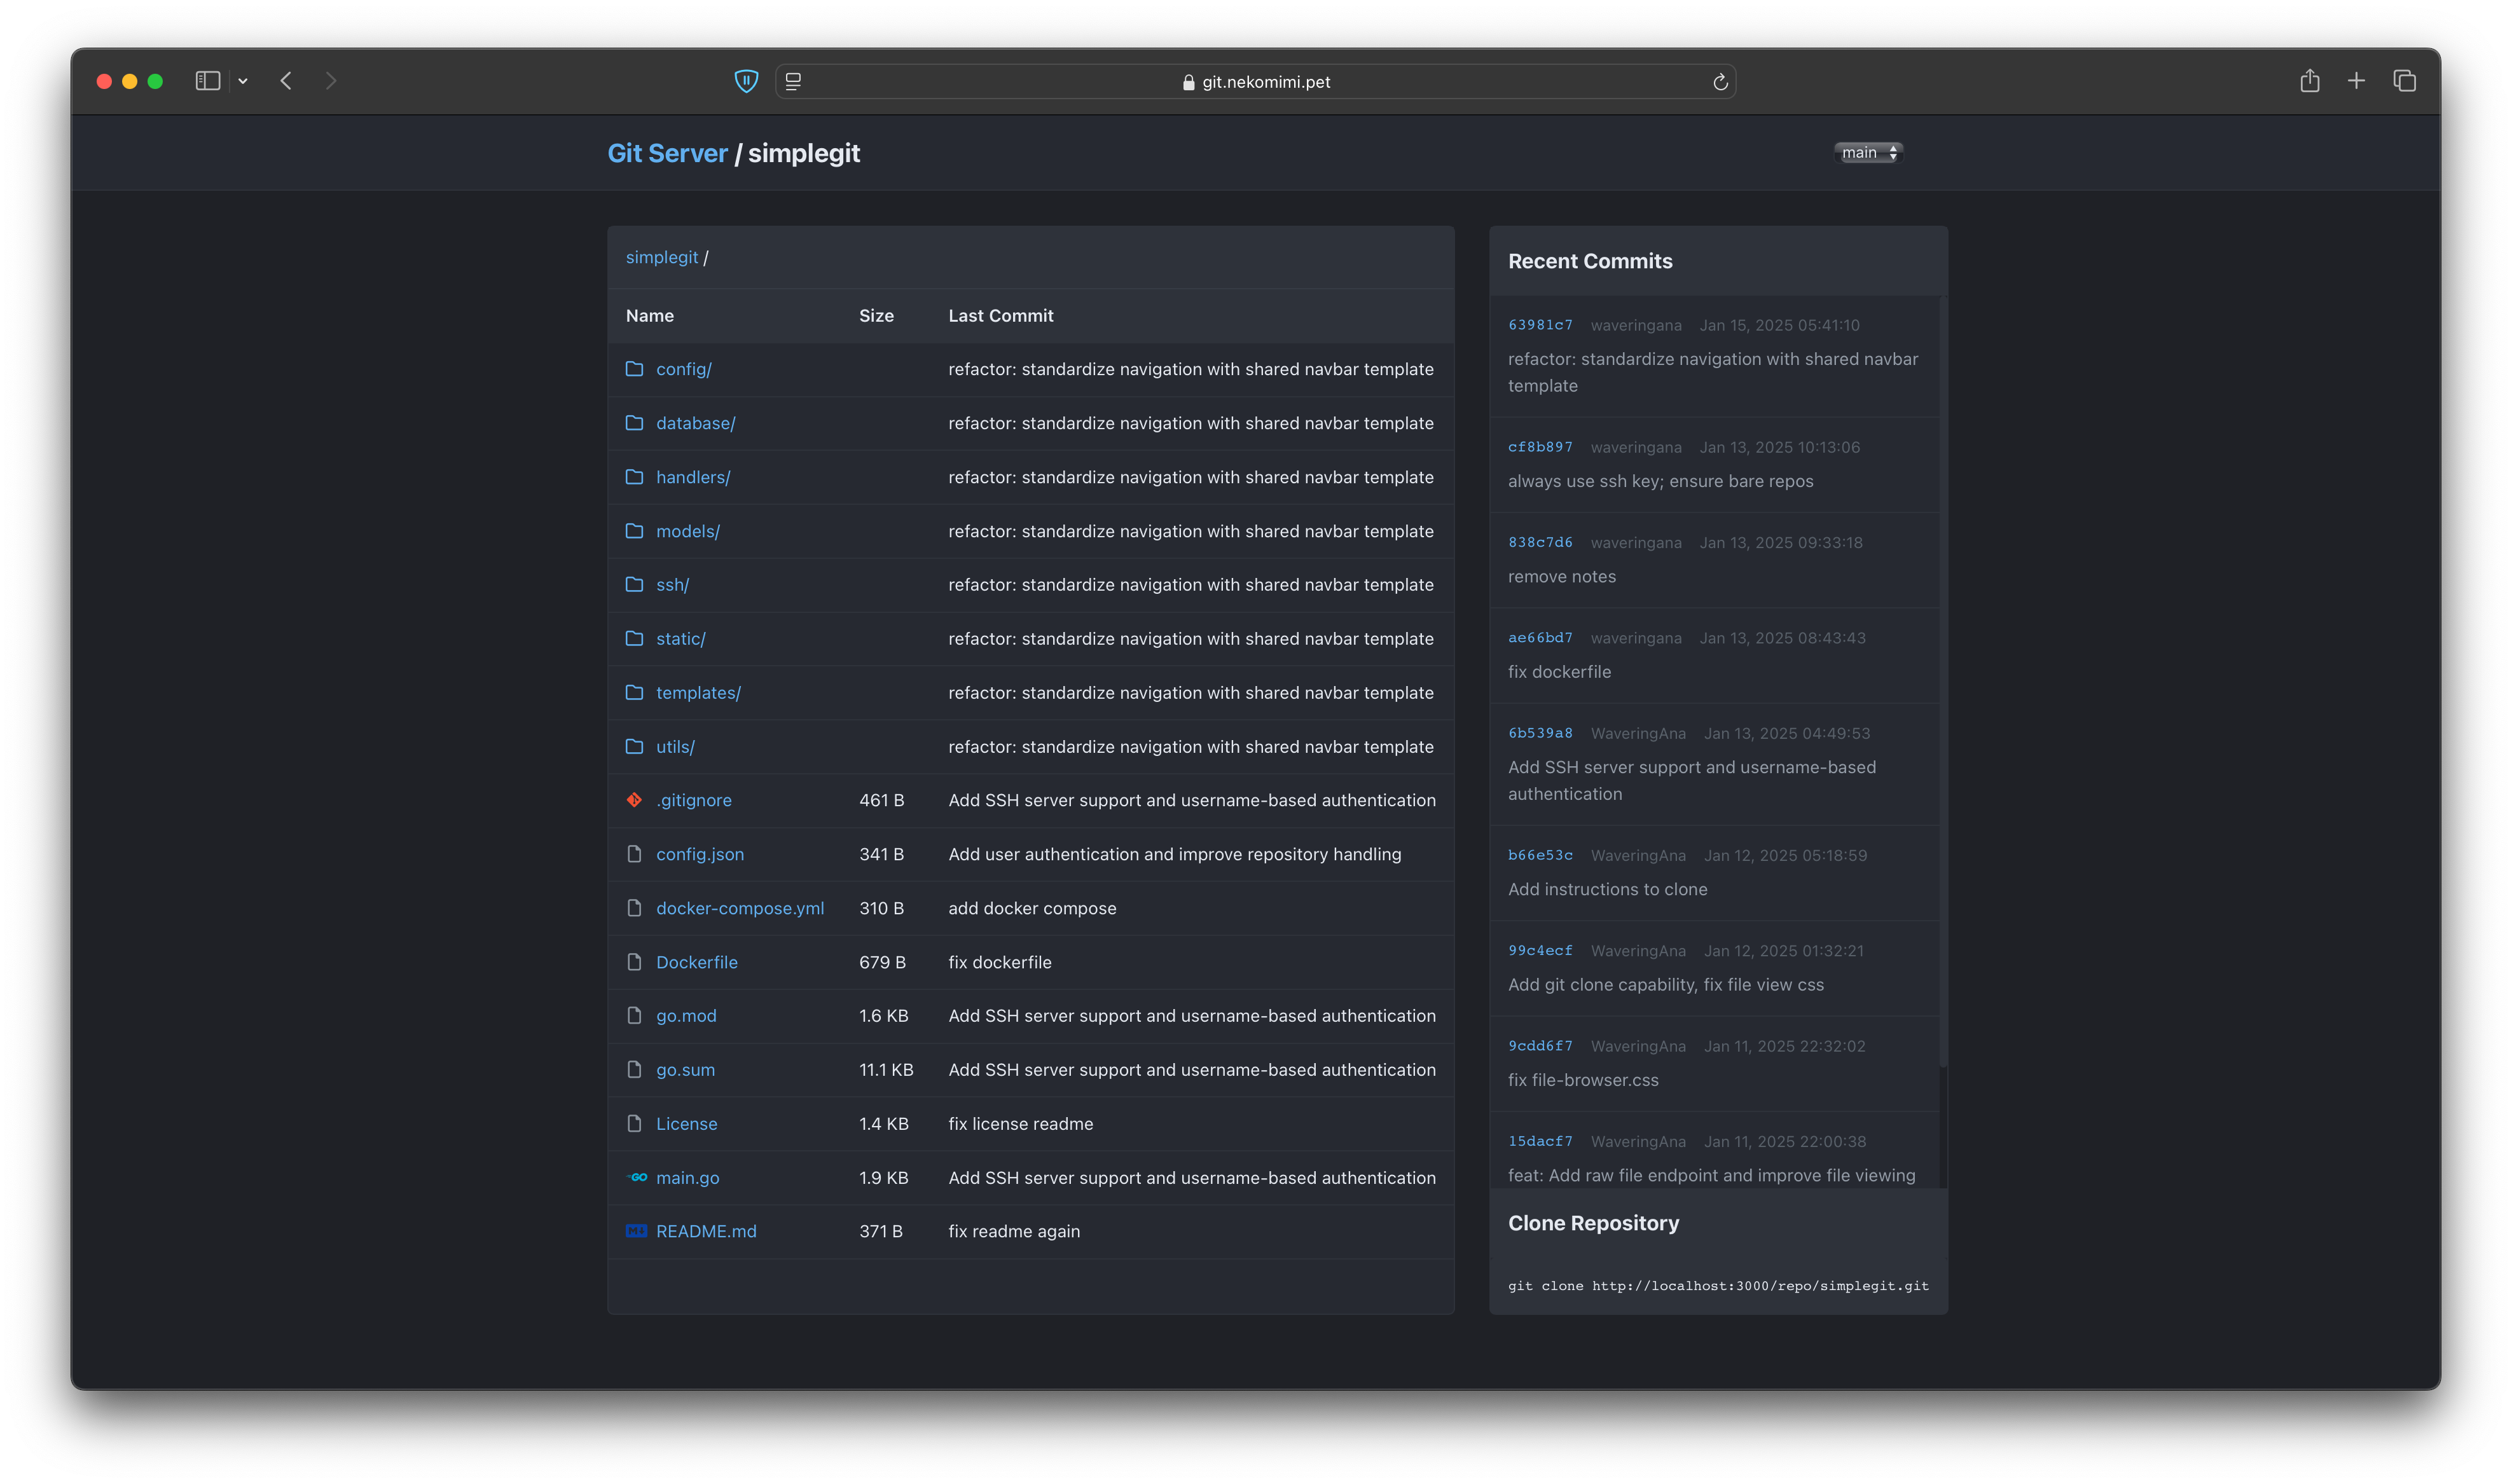 git.nekomimi.pet
Git Server / simplegit
main
simplegit /
Name Size Last Commit
config/ refactor: standardize navigation with shared navbar template
database/ refactor: standardize navigation with shared navbar template
handlers/ refactor: standardize navigation with shared navbar template
models/ refactor: standardize navigation with shared navbar template
ssh/ refactor: standardize navigation with shared navbar template
static/ refactor: standardize navigation with shared navbar template
templates/ refactor: standardize navigation with shared navbar template
utils/ refactor: standardize navigation with shared navbar template
.gitignore 461 B Add SSH server support and username-based authentication
config.json 341 B Add user authentication and improve repository handling
docker-compose.yml 310 B add docker compose
Dockerfile 679 B fix dockerfile
go.mod 1.6 KB Add SSH server support and username-based authentication
go.sum 11.1 KB Add SSH server support and username-based authentication
License 1.4 KB fix license readme
GO main.go 1.9 KB Add SSH server support and username-based authentication
README.md 371 B fix readme again
Recent Commits
63981c7 waveringana Jan 15, 2025 05:41:10
refactor: standardize navigation with shared navbar
template
cf8b897 waveringana Jan 13, 2025 10:13:06
always use ssh key; ensure bare repos
838c7d6 waveringana Jan 13, 2025 09:33:18
remove notes
ae66bd7 waveringana Jan 13, 2025 08:43:43
fix dockerfile
6b539a8 WaveringAna Jan 13, 2025 04:49:53
Add SSH server support and username-based
authentication
b66e53c WaveringAna Jan 12, 2025 05:18:59
Add instructions to clone
99c4ecf WaveringAna Jan 12, 2025 01:32:21
Add git clone capability, fix file view css
9cdd6f7 WaveringAna Jan 11, 2025 22:32:02
fix file-browser.css
15dacf7 WaveringAna Jan 11, 2025 22:00:38
feat: Add raw file endpoint and improve file viewing
Clone Repository
git clone http://localhost:3000/repo/simplegit.git